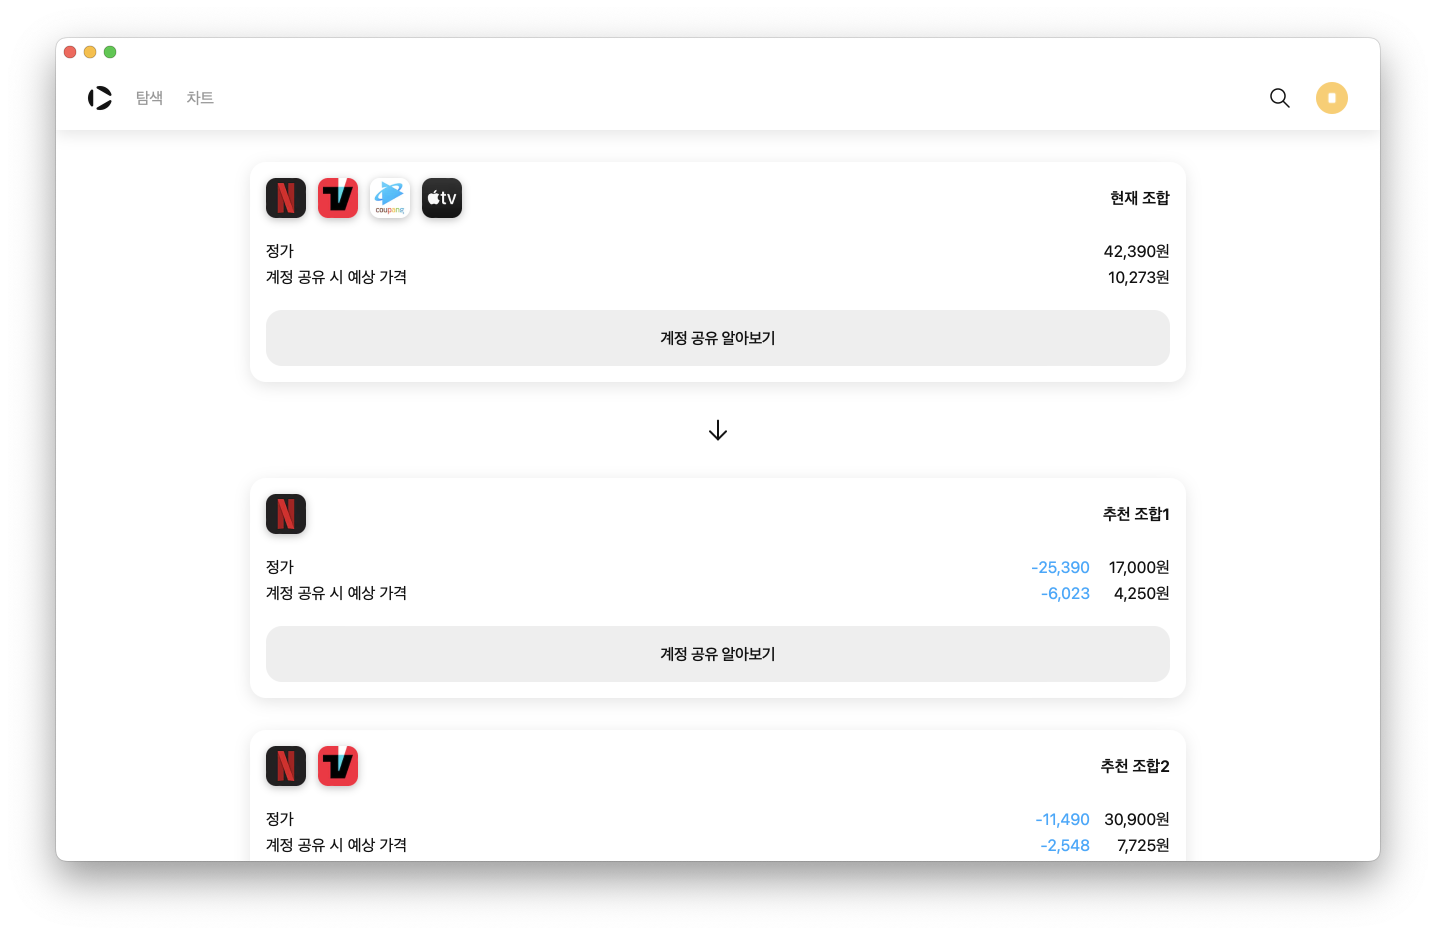 탐색 차트
N TV coupang tv 현재 조합
정가 42,390원
계정 공유 시 예상 가격 10,273원
계정 공유 알아보기
N 추천 조합1
정가 -25,390 17,000원
계정 공유 시 예상 가격 -6,023 4,250원
계정 공유 알아보기
N TV 추천 조합2
정가 -11,490 30,900원
계정 공유 시 예상 가격 -2,548 7,725원